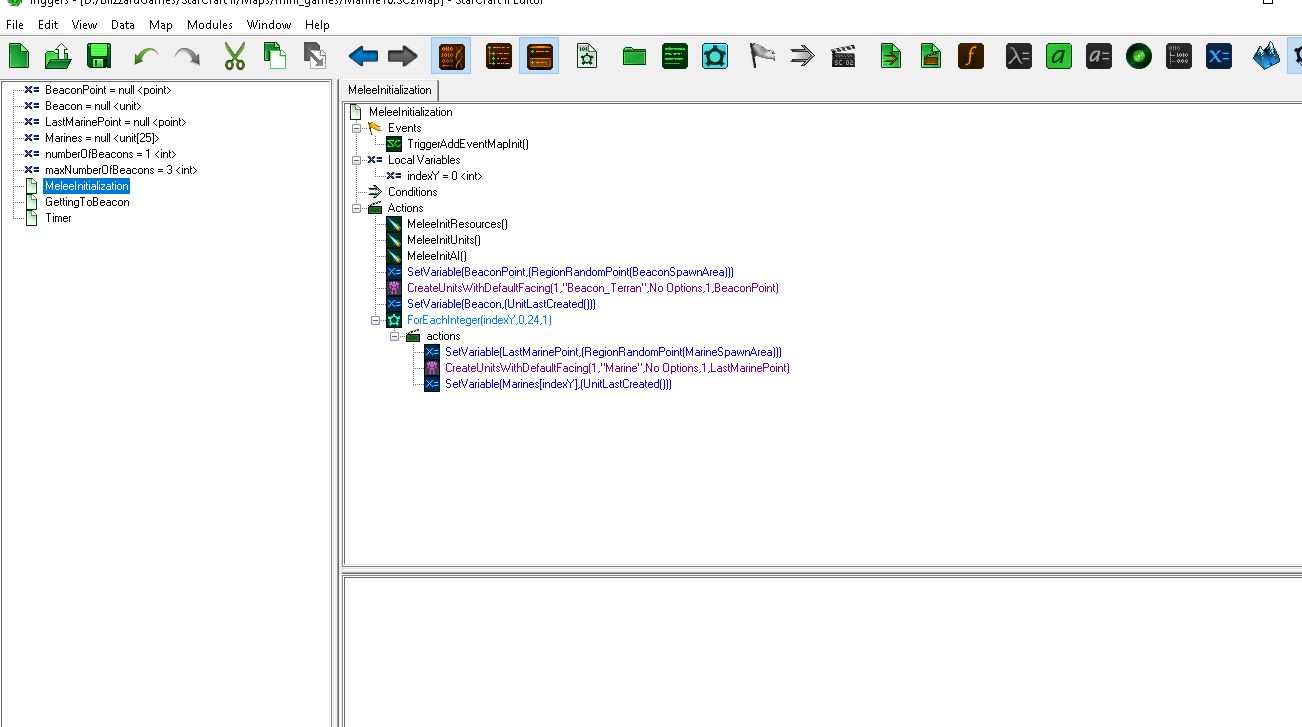 Triggers - [D:/BlizzardGames/StarCraft II/Maps/mini_games/Marine16.SC2Map] - StarCraft II Editor
File Edit View Data Map Modules Window Help
BeaconPoint = null <point>
Beacon = null <unit>
LastMarinePoint = null <point>
Marines = null <unit[25]>
numberOfBeacons = 1 <int>
maxNumberOfBeacons = 3 <int>
MeleeInitialization
GettingToBeacon
Timer
MeleeInitialization
MeleeInitialization
Events
TriggerAddEventMapInit()
Local Variables
indexY = 0 <int>
Conditions
Actions
MeleeInitResources()
MeleeInitUnits()
MeleeInitAI()
SetVariable(BeaconPoint,(RegionRandomPoint(BeaconSpawnArea)))
CreateUnitsWithDefaultFacing(1,"Beacon_Terran",No Options,1,BeaconPoint)
SetVariable(Beacon,(UnitLastCreated()))
ForEachInteger(indexY,0,24,1)
actions
SetVariable(LastMarinePoint,(RegionRandomPoint(MarineSpawnArea)))
CreateUnitsWithDefaultFacing(1,"Marine",No Options,1,LastMarinePoint)
SetVariable(Marines[indexY],(UnitLastCreated()))